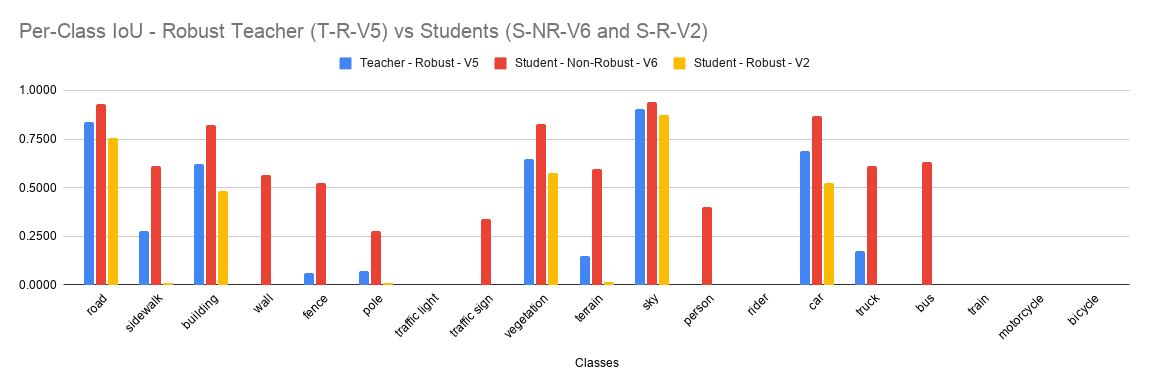 Per-Class IoU - Robust Teacher (T-R-V5) vs Students (S-NR-V6 and S-R-V2)
Teacher - Robust - V5 Student - Non-Robust - V6 Student - Robust - V2
1.0000
0.7500
0.5000
0.2500
0.0000
road
sidewalk
building
wall
fence
pole
traffic light
traffic sign
vegetation
terrain
sky
person
rider
car
truck
bus
train
motorcycle
bicycle
Classes